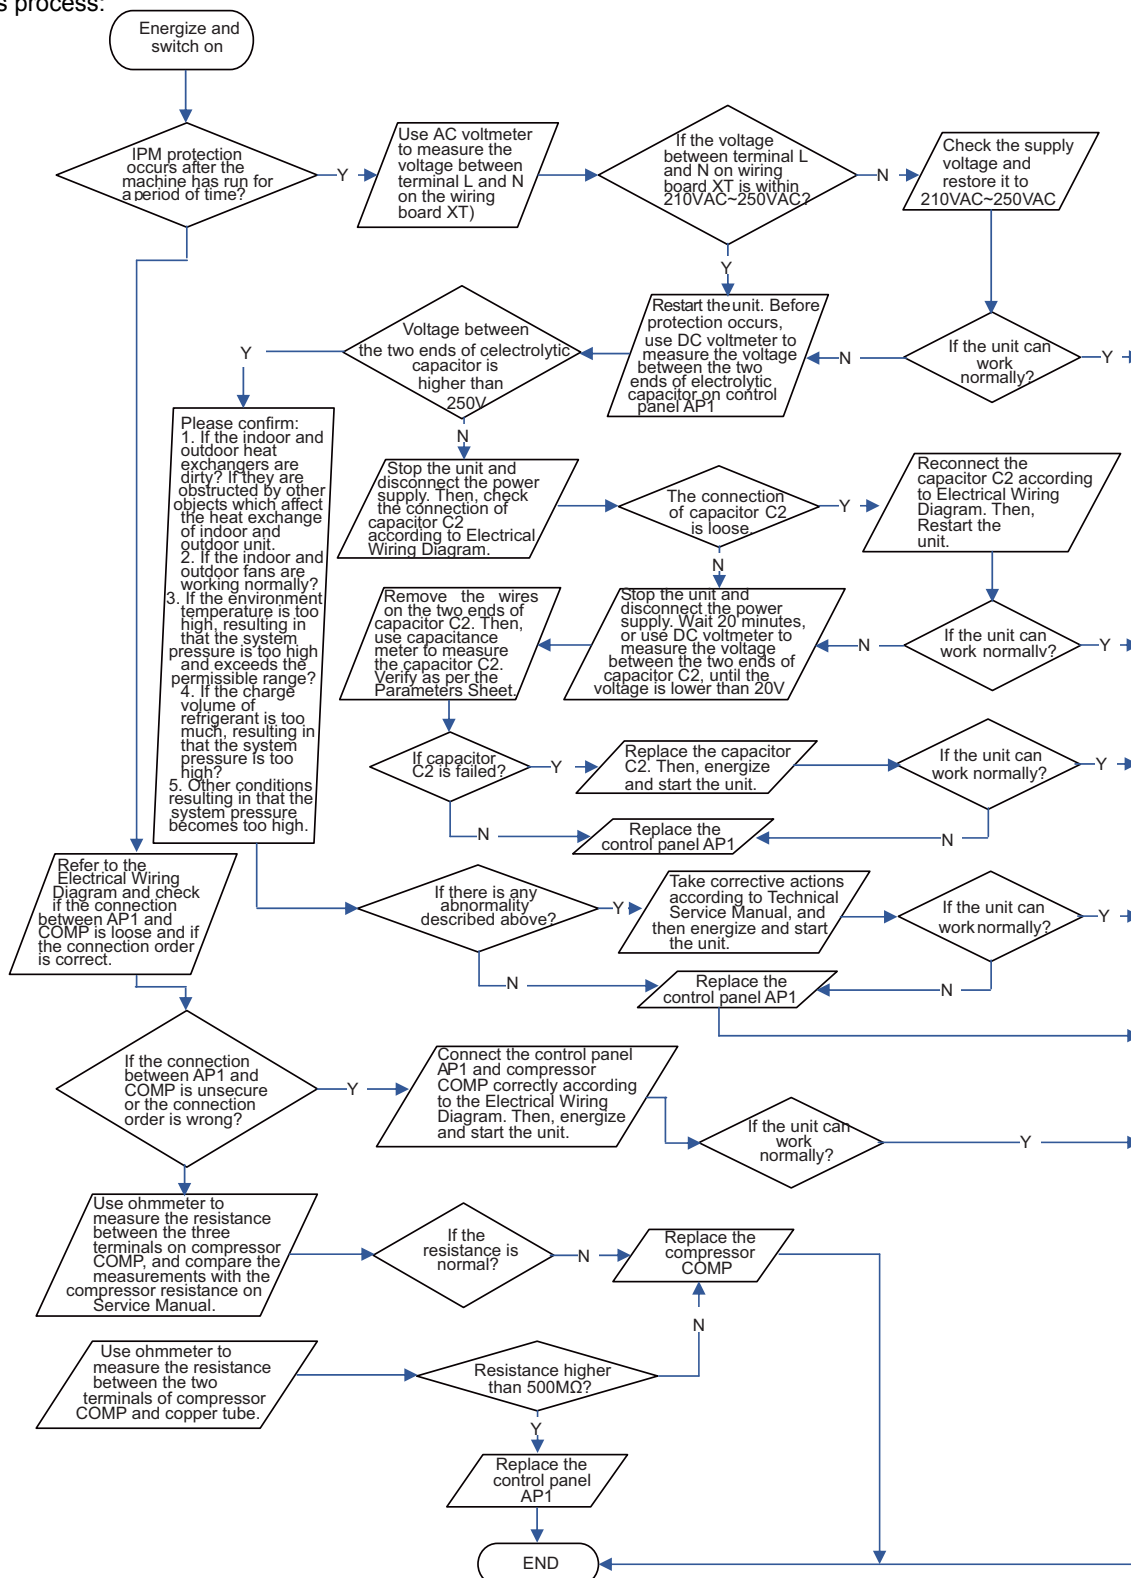 s process:
Energize and
switch on
IPM protection
occurs after the
machine has run for
a period of time?
Y
Use AC voltmeter
to measure the
voltage between
terminal L and N
on the wiring
board XT)
If the voltage
between terminal L
and N on wiring
board XT is within
210VAC~250VAC?
N
Check the supply
voltage and
restore it to
210VAC~250VAC
Y
Voltage between
the two ends of celectrolytic
capacitor is
higher than
250V
Y
Restart the unit. Before
protection occurs,
use DC voltmeter to
measure the voltage
between the two
ends of electrolytic
capacitor on control
panel AP1
N
If the unit can
work
normally?
Y
N
Please confirm:
1. If the indoor and
outdoor heat
exchangers are
dirty? If they are
obstructed by other
objects which affect
the heat exchange
of indoor and
outdoor unit.
2. If the indoor and
outdoor fans are
working normally?
3. If the environment
temperature is too
high, resulting in
that the system
pressure is too high
and exceeds the
permissible range?
4. If the charge
volume of
refrigerant is too
much, resulting in
that the system
pressure is too
high?
5. Other conditions
resulting in that the
system pressure
becomes too high.
Stop the unit and
disconnect the power
supply. Then, check
the connection of
capacitor C2
according to Electrical
Wiring Diagram.
The connection
of capacitor C2
is loose.
Y
Reconnect the
capacitor C2 according
to Electrical Wiring
Diagram. Then,
Restart the
unit.
N
Remove the wires
on the two ends of
capacitor C2. Then,
use capacitance
meter to measure
the capacitor C2.
Verify as per the
Parameters Sheet.
Stop the unit and
disconnect the power
supply. Wait 20 minutes,
or use DC voltmeter to
measure the voltage
between the two ends of
capacitor C2, until the
voltage is lower than 20V
N
If the unit can
work normally?
Y
If capacitor
C2 is failed?
Y
Replace the capacitor
C2. Then, energize
and start the unit.
If the unit can
work normally?
Y
N
Replace the
control panel AP1
N
Refer to the
Electrical Wiring
Diagram and check
if the connection
between AP1 and
COMP is loose and if
the connection order
is correct.
If there is any
abnormality
described above?
Y
Take corrective actions
according to Technical
Service Manual, and
then energize and start
the unit.
If the unit can
work normally?
Y
N
Replace the
control panel AP1
N
If the connection
between AP1 and
COMP is unsecure
or the connection
order is wrong?
Y
Connect the control panel
AP1 and compressor
COMP correctly according
to the Electrical Wiring
Diagram. Then, energize
and start the unit.
If the unit can
work
normally?
Y
Use ohmmeter to
measure the resistance
between the three
terminals on compressor
COMP, and compare the
measurements with the
compressor resistance on
Service Manual.
If the
resistance is
normal?
N
Replace the
compressor
COMP
N
Use ohmmeter to
measure the resistance
between the two
terminals of compressor
COMP and copper tube.
Resistance higher
than 500MΩ?
Y
Replace the
control panel
AP1
END